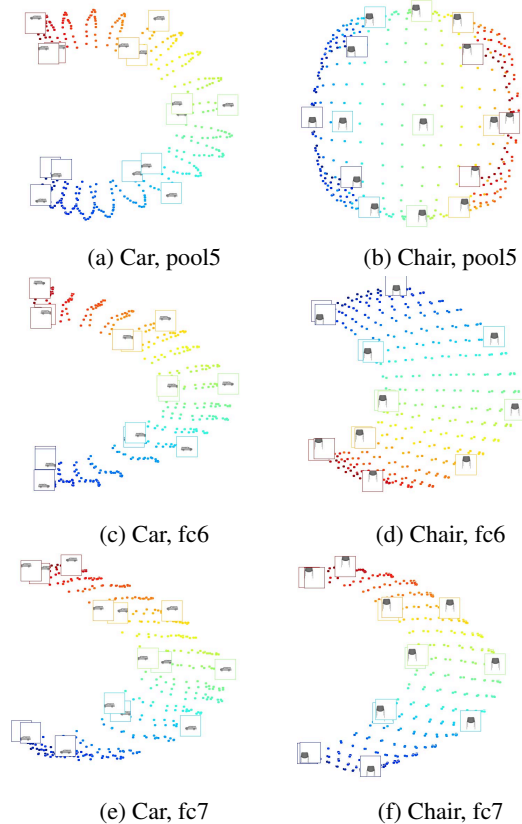 (a) Car, pool5
(b) Chair, pool5
(c) Car, fc6
(d) Chair, fc6
(e) Car, fc7
(f) Chair, fc7